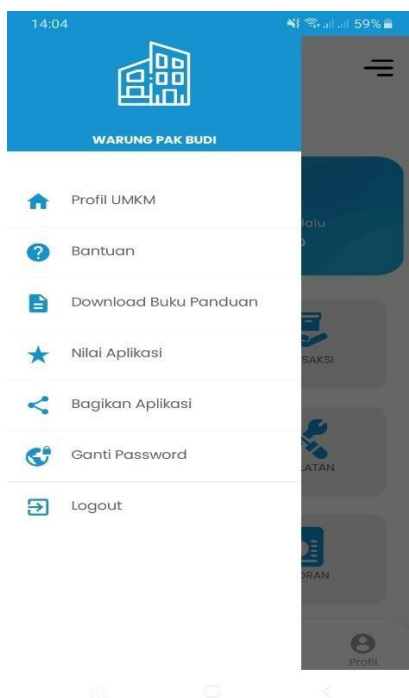 14:04
59%
WARUNG PAK BUDI
Profil UMKM
Bantuan
lalu
Download Buku Panduan
Nilai Aplikasi
SAKSI
Bagikan Aplikasi
Ganti Password
LATAN
Logout
ORAN
Profil